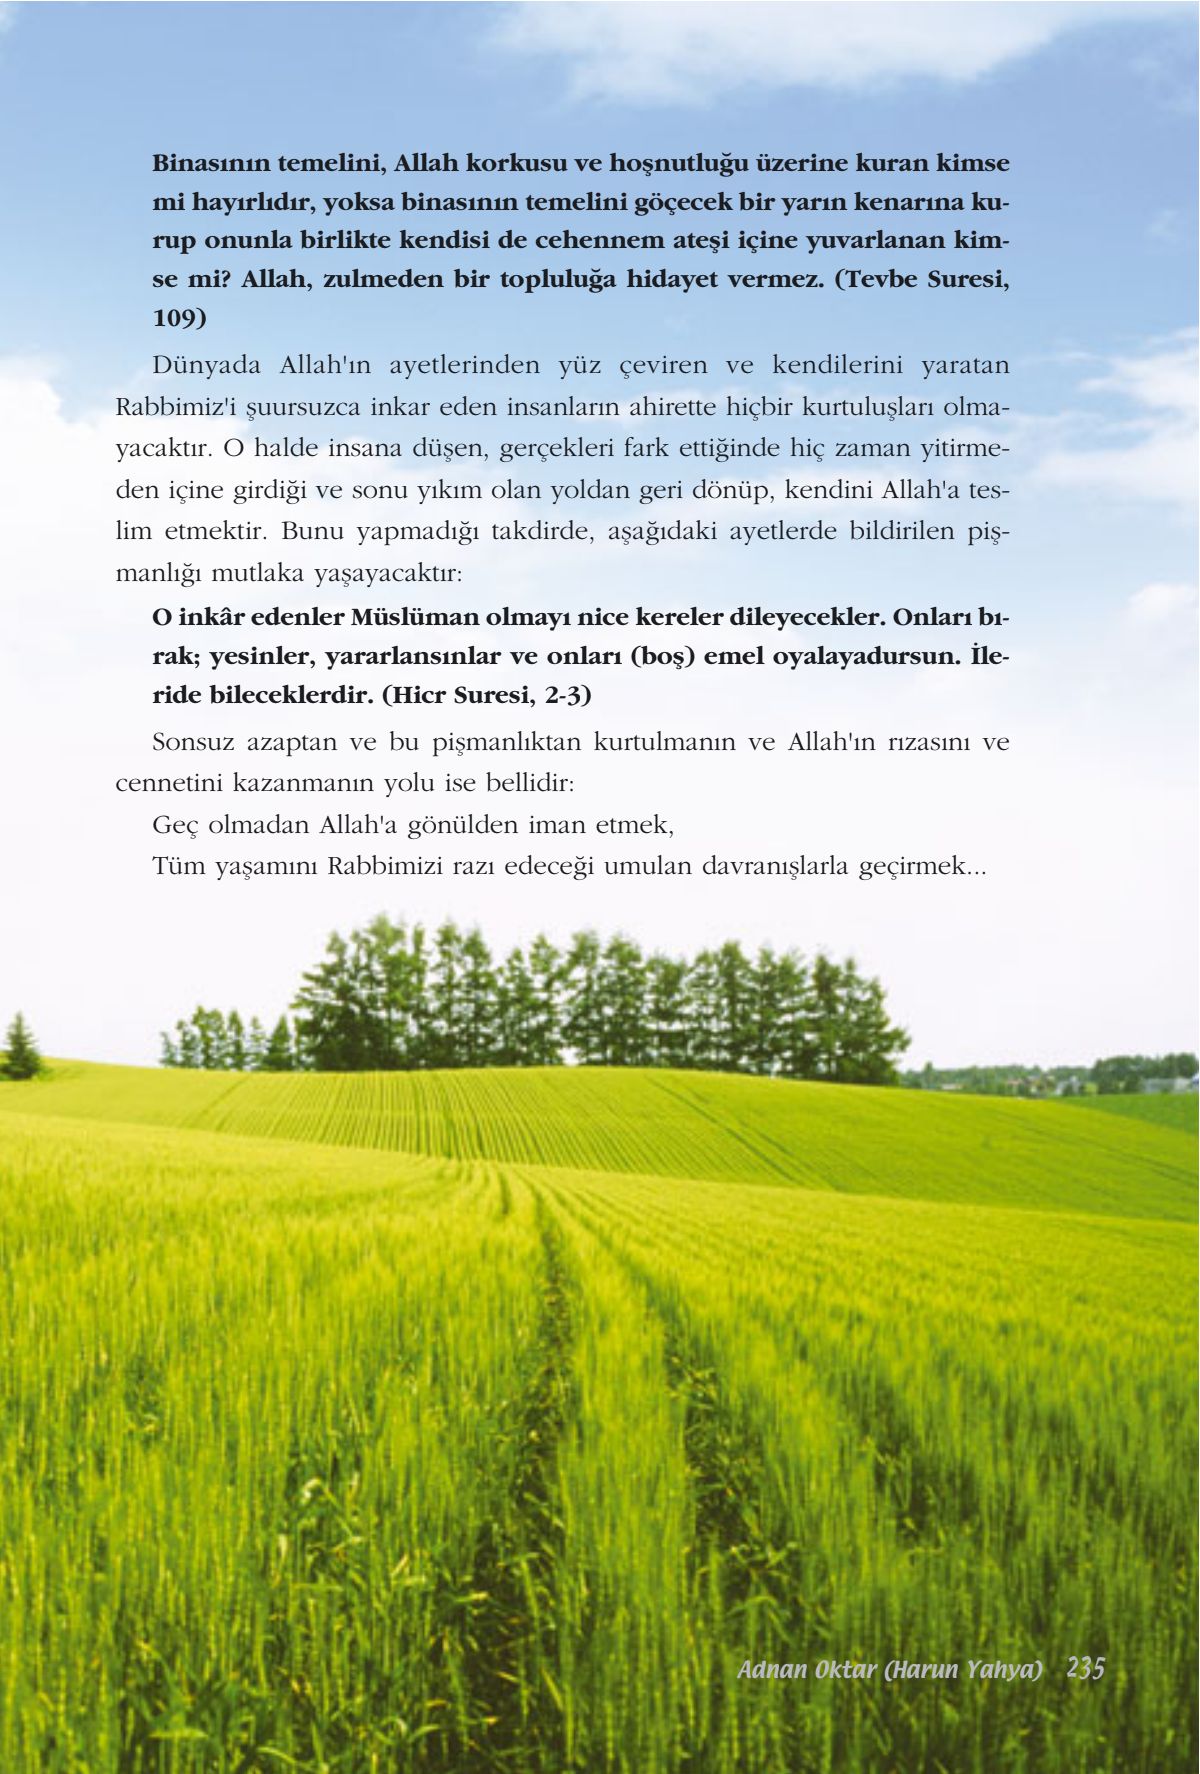 Binasının temelini, Allah korkusu ve hoşnutluğu üzerine kuran kimse
mi hayırlıdır, yoksa binasının temelini göçecek bir yarın kenarına ku-
rup onunla birlikte kendisi de cehennem ateşi içine yuvarlanan kim-
se mi? Allah, zulmeden bir topluluğa hidayet vermez. (Tevbe Suresi,
109)
Dünyada Allah'ın ayetlerinden yüz çeviren ve kendilerini yaratan
Rabbimiz'i şuursuzca inkar eden insanların ahirette hiçbir kurtuluşları olma-
yacaktır. O halde insana düşen, gerçekleri fark ettiğinde hiç zaman yitirme-
den içine girdiği ve sonu yıkım olan yoldan geri dönüp, kendini Allah'a tes-
lim etmektir. Bunu yapmadığı takdirde, aşağıdaki ayetlerde bildirilen piş-
manlığı mutlaka yaşayacaktır:
O inkâr edenler Müslüman olmayı nice kereler dileyecekler. Onları bı-
rak; yesinler, yararlansınlar ve onları (boş) emel oyalayadursun. İle-
ride bileceklerdir. (Hicr Suresi, 2-3)
Sonsuz azaptan ve bu pişmanlıktan kurtulmanın ve Allah'ın rızasını ve
cennetini kazanmanın yolu ise bellidir:
Geç olmadan Allah'a gönülden iman etmek,
Tüm yaşamını Rabbimizi razı edeceği umulan davranışlarla geçirmek...
Adnan Oktar (Harun Yahya) 235